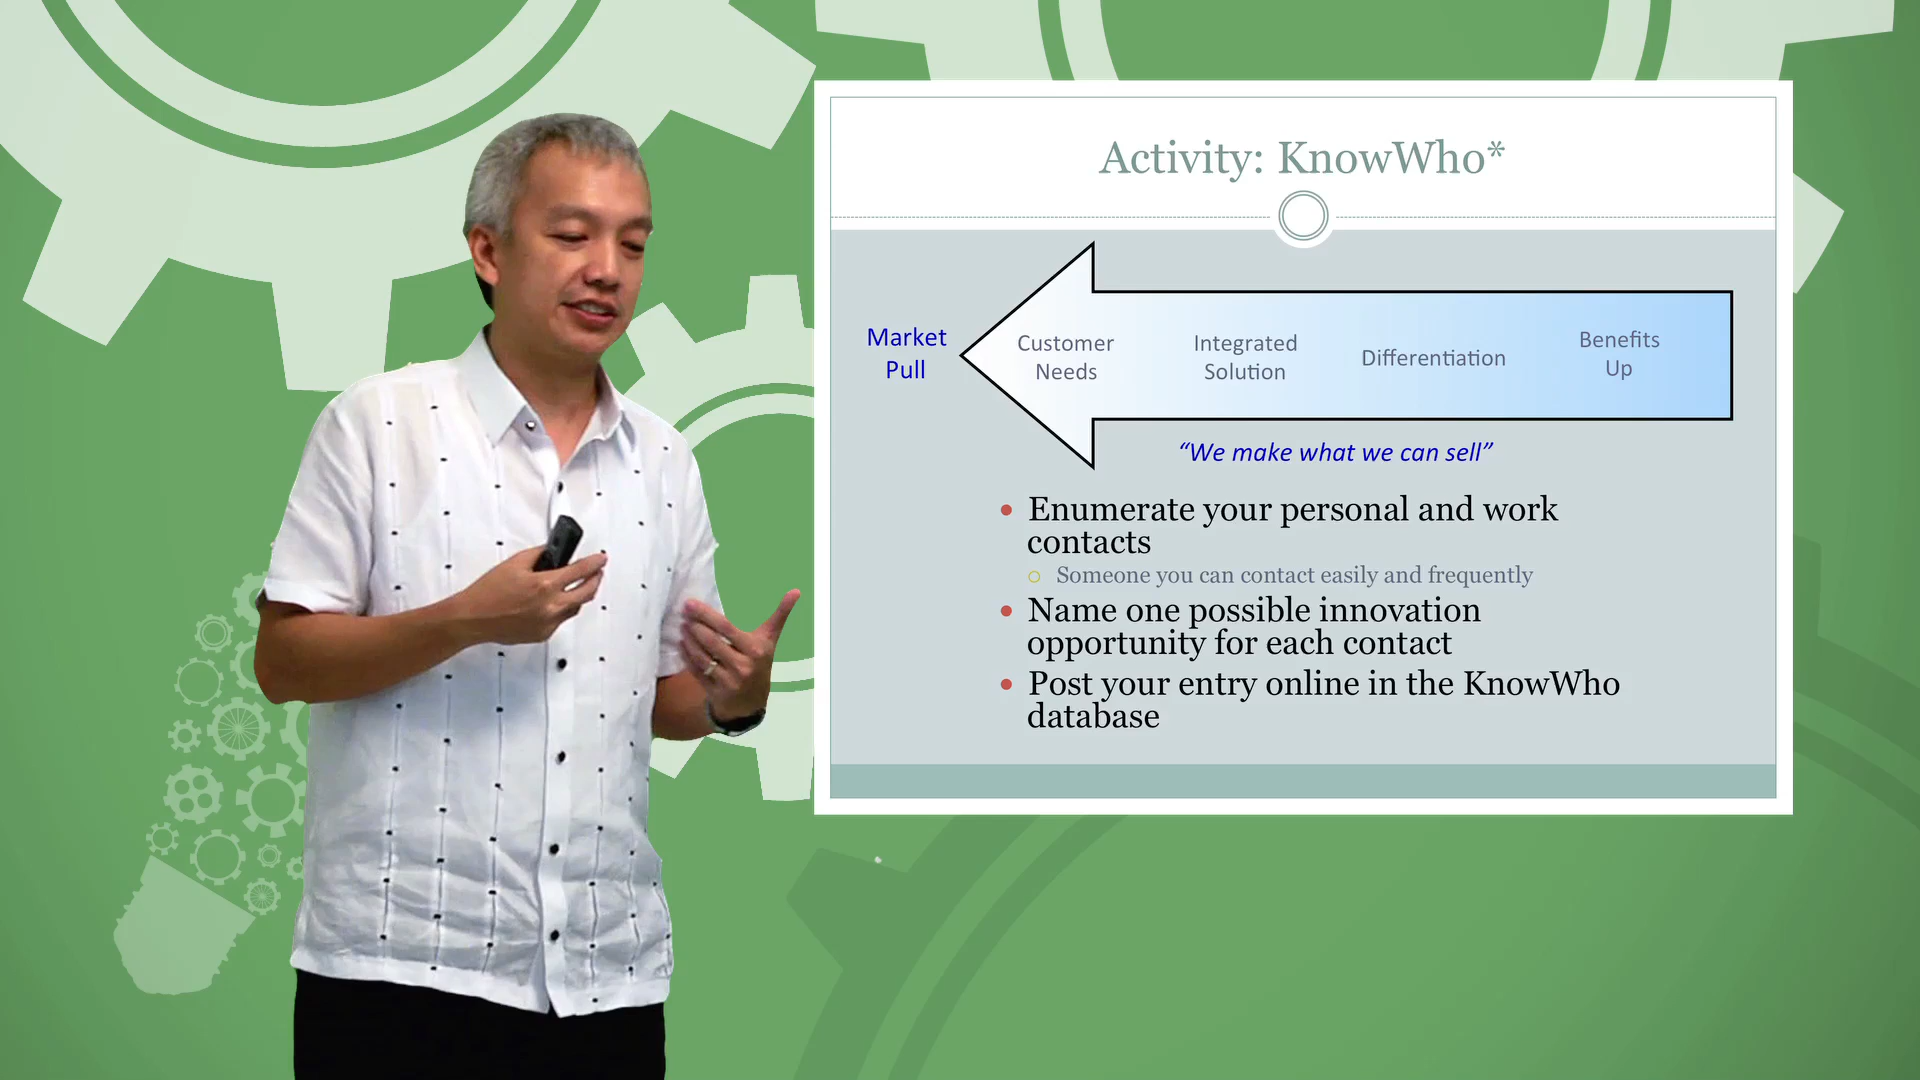 Activity: KnowWho*
Market
Pull
Customer
Needs
Integrated
Solution
Differentiation
Benefits
Up
“We make what we can sell”
• Enumerate your personal and work
contacts
○ Someone you can contact easily and frequently
• Name one possible innovation
opportunity for each contact
• Post your entry online in the KnowWho
database